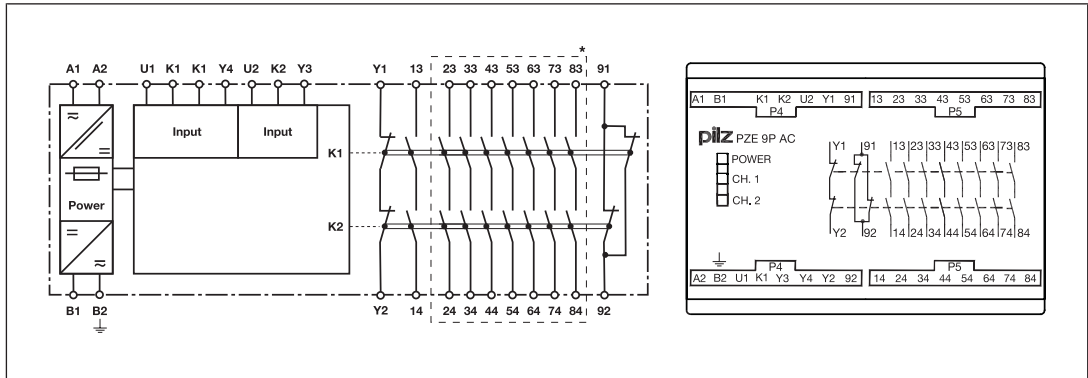 *
A1 A2 U1 K1 K1 Y4 U2 K2 Y3 Y1 13 23 33 43 53 63 73 83 91
Input Input
K1
Power
K2
B1 B2 Y2 14 24 34 44 54 64 74 84 92
A1 B1 K1 K2 U2 Y1 91 13 23 33 43 53 63 73 83
P4 P5
pilz PZE 9P AC
POWER
CH. 1
CH. 2
Y1 91 13 23 33 43 53 63 73 83
Y2 92 14 24 34 44 54 64 74 84
P4 P5
A2 B2 U1 K1 Y3 Y4 Y2 92 14 24 34 44 54 64 74 84